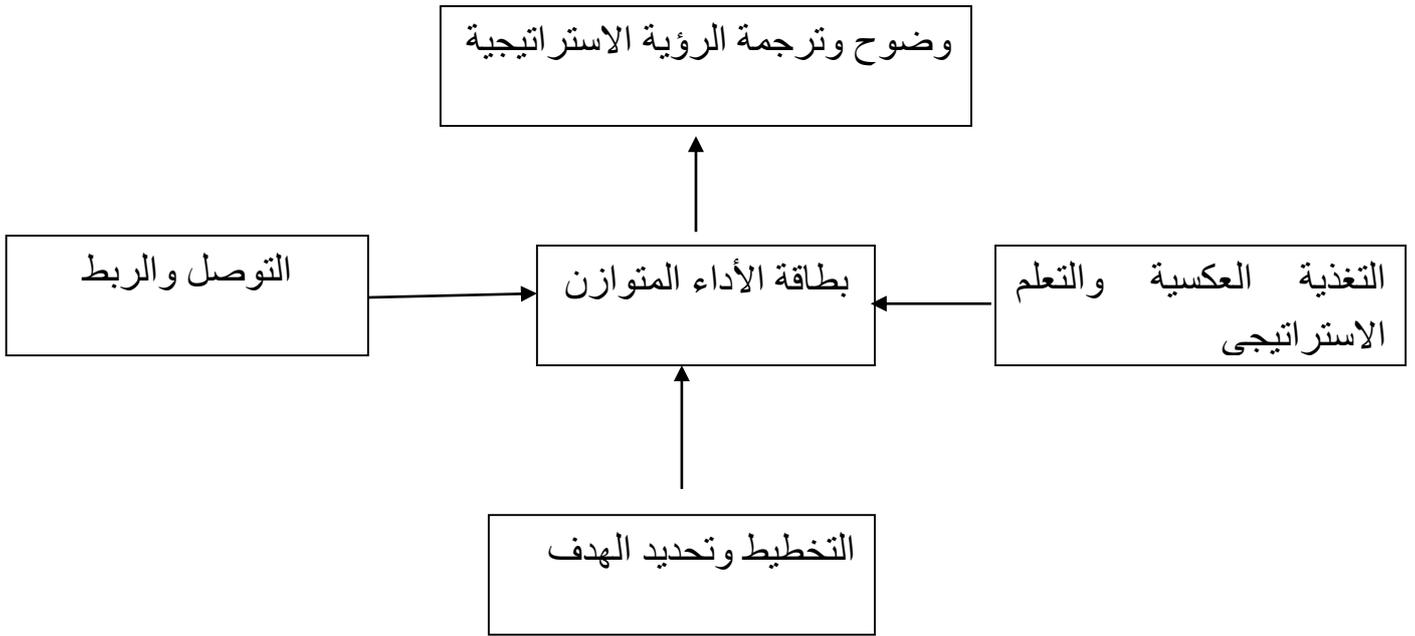 وضوح وترجمة الرؤية الاستراتيجية
التغذية العكسية والتعلم
الاستراتيجى
بطاقة الأداء المتوازن
التوصل والربط
التخطيط وتحديد الهدف